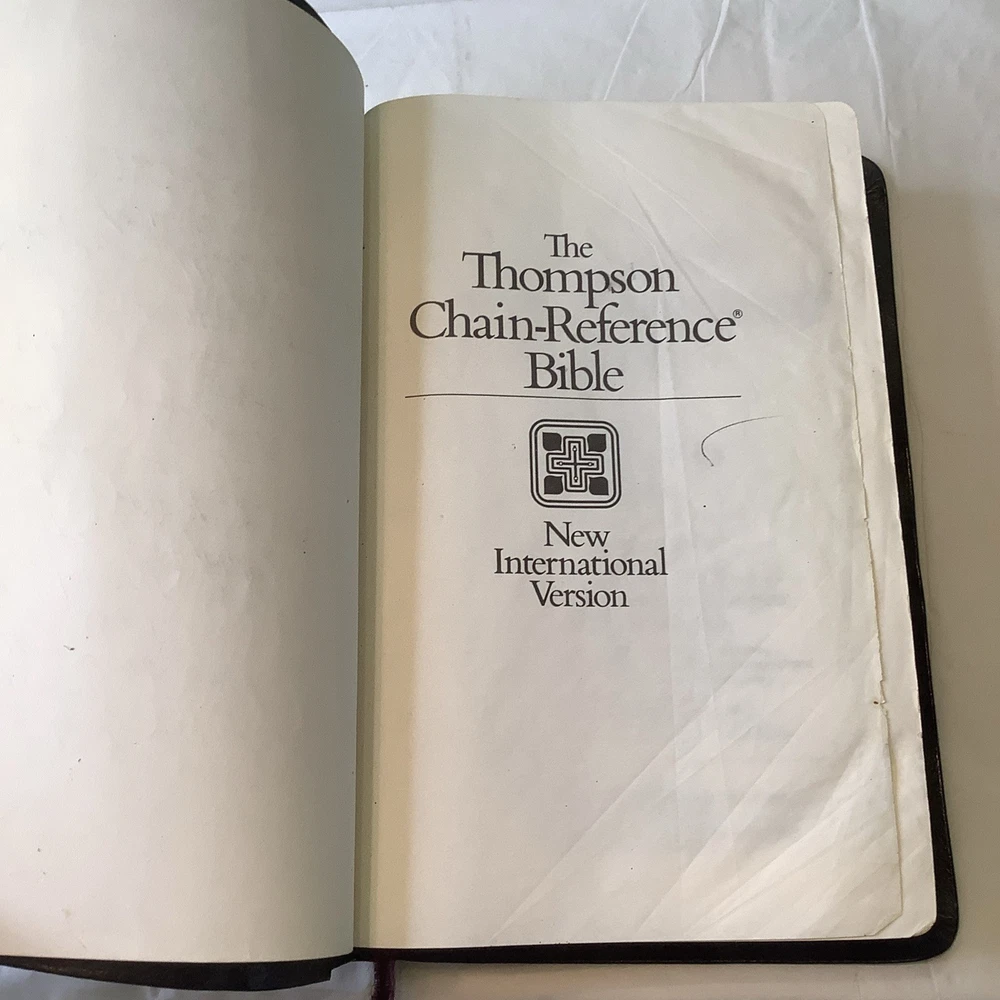 The
Thompson
Chain-Reference®
Bible
New
International
Version